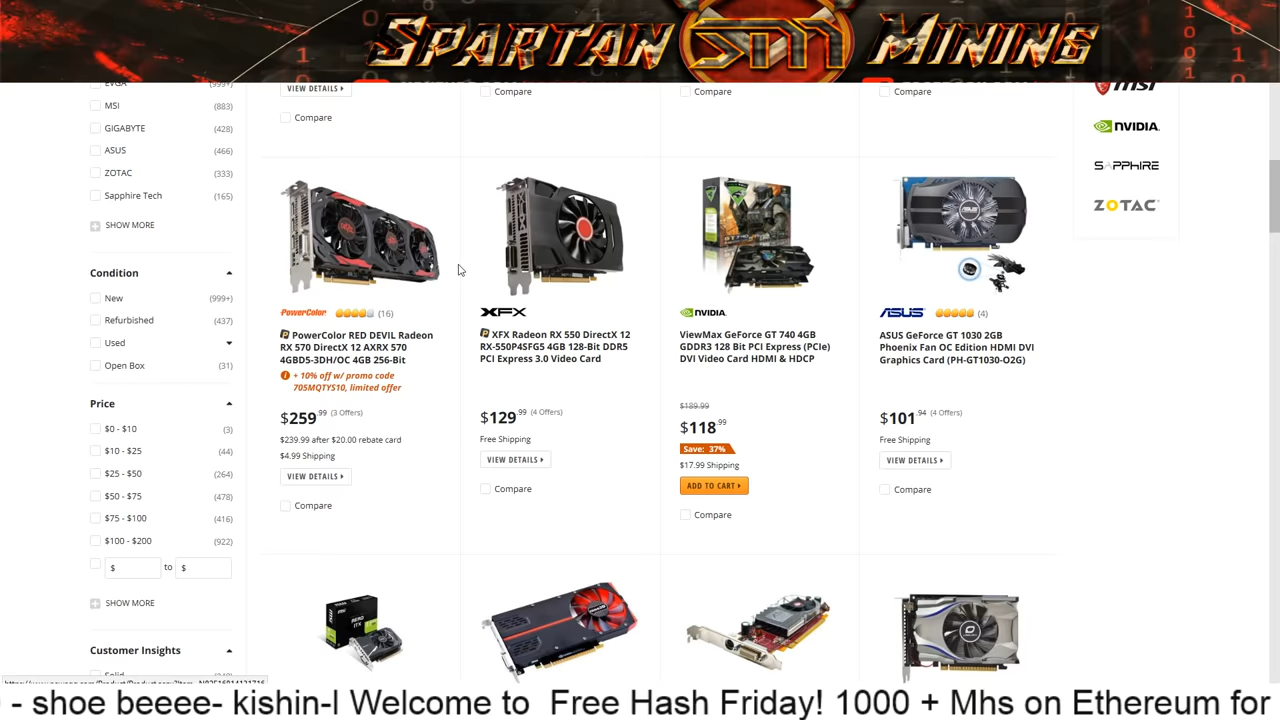 SPARTAN SM MINING
EVGA (999+)
MSI (883)
GIGABYTE (428)
ASUS (466)
ZOTAC (333)
Sapphire Tech (165)
SHOW MORE
Condition
New (999+)
Refurbished (437)
Used
Open Box (31)
Price
$0 - $10 (3)
$10 - $25 (44)
$25 - $50 (264)
$50 - $75 (478)
$75 - $100 (416)
$100 - $200 (922)
$ to $
SHOW MORE
Customer Insights
VIEW DETAILS
Compare
Compare
Compare
Compare
PowerColor (16)
PowerColor RED DEVIL Radeon
RX 570 DirectX 12 AXRX 570
4GBD5-3DH/OC 4GB 256-Bit
+ 10% off w/ promo code
705MQTYS10, limited offer
$259.99 (3 Offers)
$239.99 after $20.00 rebate card
$4.99 Shipping
VIEW DETAILS
Compare
XFX
XFX Radeon RX 550 DirectX 12
RX-550P4SFG5 4GB 128-Bit DDR5
PCI Express 3.0 Video Card
$129.99 (4 Offers)
Free Shipping
VIEW DETAILS
Compare
NVIDIA.
ViewMax GeForce GT 740 4GB
GDDR3 128 Bit PCI Express (PCIe)
DVI Video Card HDMI & HDCP
$189.99
$118.99
Save: 37%
$17.99 Shipping
ADD TO CART
Compare
ASUS (4)
ASUS GeForce GT 1030 2GB
Phoenix Fan OC Edition HDMI DVI
Graphics Card (PH-GT1030-O2G)
$101.94 (4 Offers)
Free Shipping
VIEW DETAILS
Compare
msi
NVIDIA.
SAPPHIRE
ZOTAC
- shoe beeee- kishin-l Welcome to Free Hash Friday! 1000 + Mhs on Ethereum for